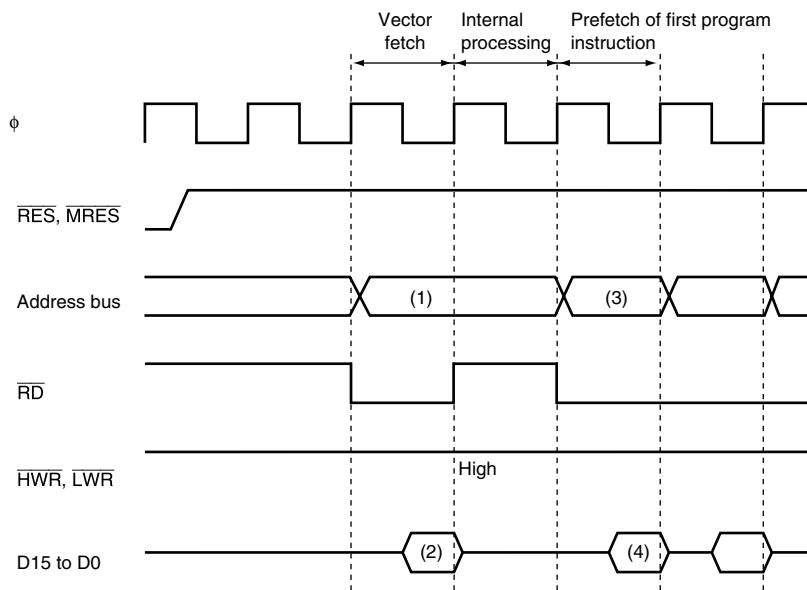 Vector
fetch
Internal
processing
Prefetch of first program
instruction
ϕ
RES, MRES
Address bus
(1)
(3)
RD
HWR, LWR
High
D15 to D0
(2)
(4)